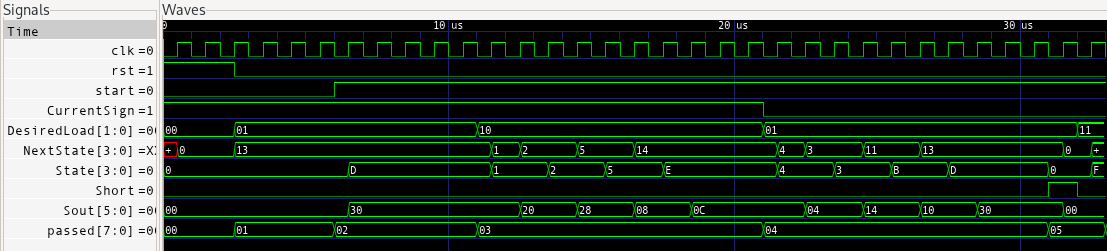 Signals Waves
Time 0 10 us 20 us 30 us
clk=0
rst=1
start=0
CurrentSign=1
DesiredLoad[1:0]=00 00 01 10 01 11
NextState[3:0]=XX + 0 13 1 2 5 14 4 3 11 13 0 +
State[3:0]=0 0 D 1 2 5 E 4 3 B D 0 F
Short=0
Sout[5:0]=00 00 30 20 28 08 0C 04 14 10 30 00
passed[7:0]=00 00 01 02 03 04 05